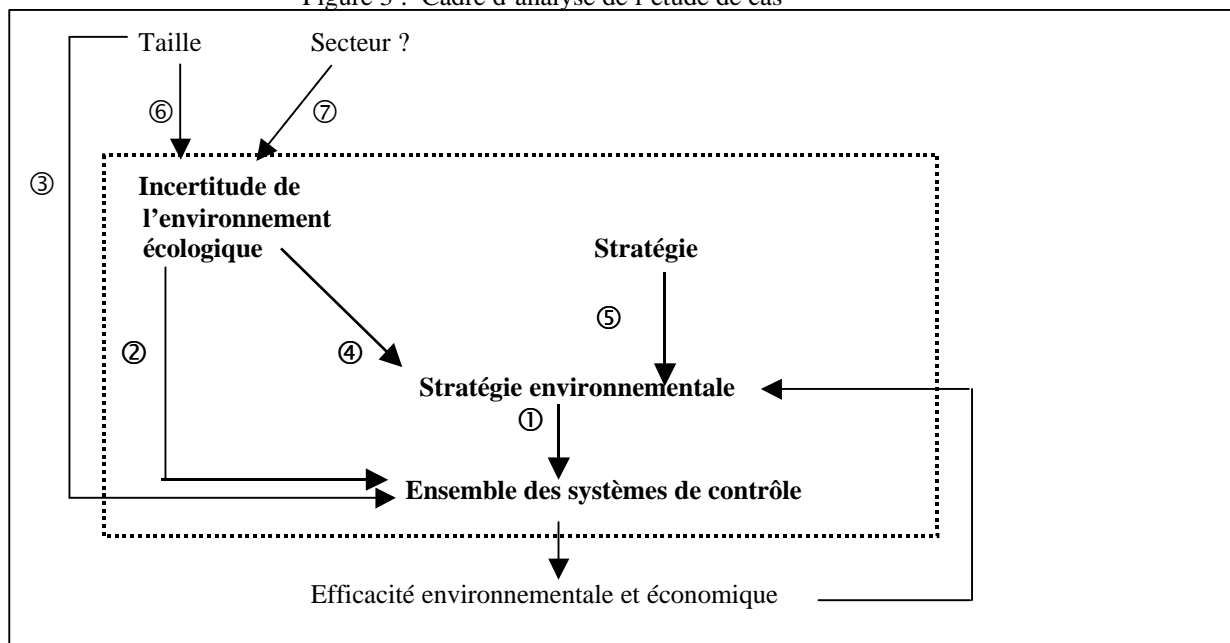 Figure 3 : Cadre d'analyse de l'étude de cas
Taille
Secteur ?
⑥
⑦
③
Incertitude de
l'environnement
écologique
Stratégie
⑤
②
④
Stratégie environnementale
①
Ensemble des systèmes de contrôle
Efficacité environnementale et économique